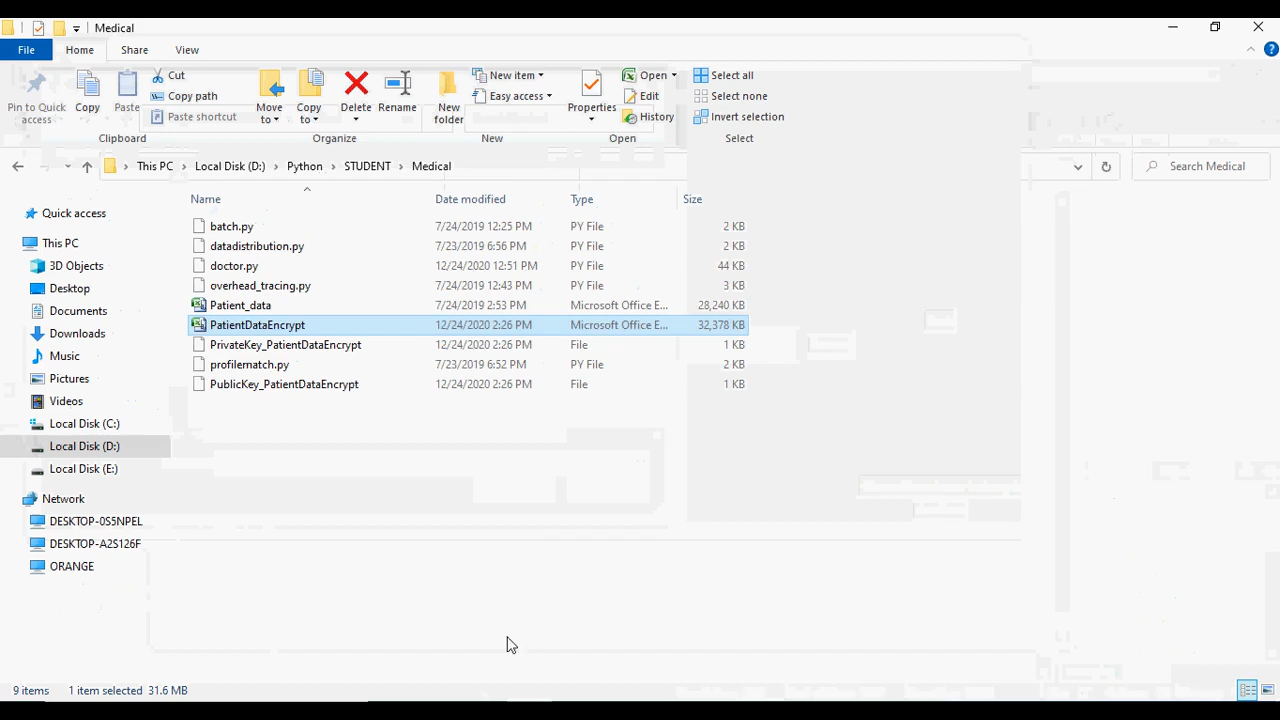 Medical
File Home Share View
Pin to Quick access
Copy
Paste
Cut
Copy path
Paste shortcut
Clipboard
Move to
Copy to
Delete
Rename
Organize
New folder
New item
Easy access
New
Properties
Open
Edit
History
Open
Select all
Select none
Invert selection
Select
This PC > Local Disk (D:) > Python > STUDENT > Medical
Search Medical
Quick access
This PC
3D Objects
Desktop
Documents
Downloads
Music
Pictures
Videos
Local Disk (C:)
Local Disk (D:)
Local Disk (E:)
Network
DESKTOP-0S5NPEL
DESKTOP-A2S126F
ORANGE
Name Date modified Type Size
batch.py 7/24/2019 12:25 PM PY File 2 KB
datadistribution.py 7/23/2019 6:56 PM PY File 2 KB
doctor.py 12/24/2020 12:51 PM PY File 44 KB
overhead_tracing.py 7/24/2019 12:43 PM PY File 3 KB
Patient_data 7/24/2019 2:53 PM Microsoft Office E... 28,240 KB
PatientDataEncrypt 12/24/2020 2:26 PM Microsoft Office E... 32,378 KB
PrivateKey_PatientDataEncrypt 12/24/2020 2:26 PM File 1 KB
profilematch.py 7/23/2019 6:52 PM PY File 2 KB
PublicKey_PatientDataEncrypt 12/24/2020 2:26 PM File 1 KB
9 items 1 item selected 31.6 MB